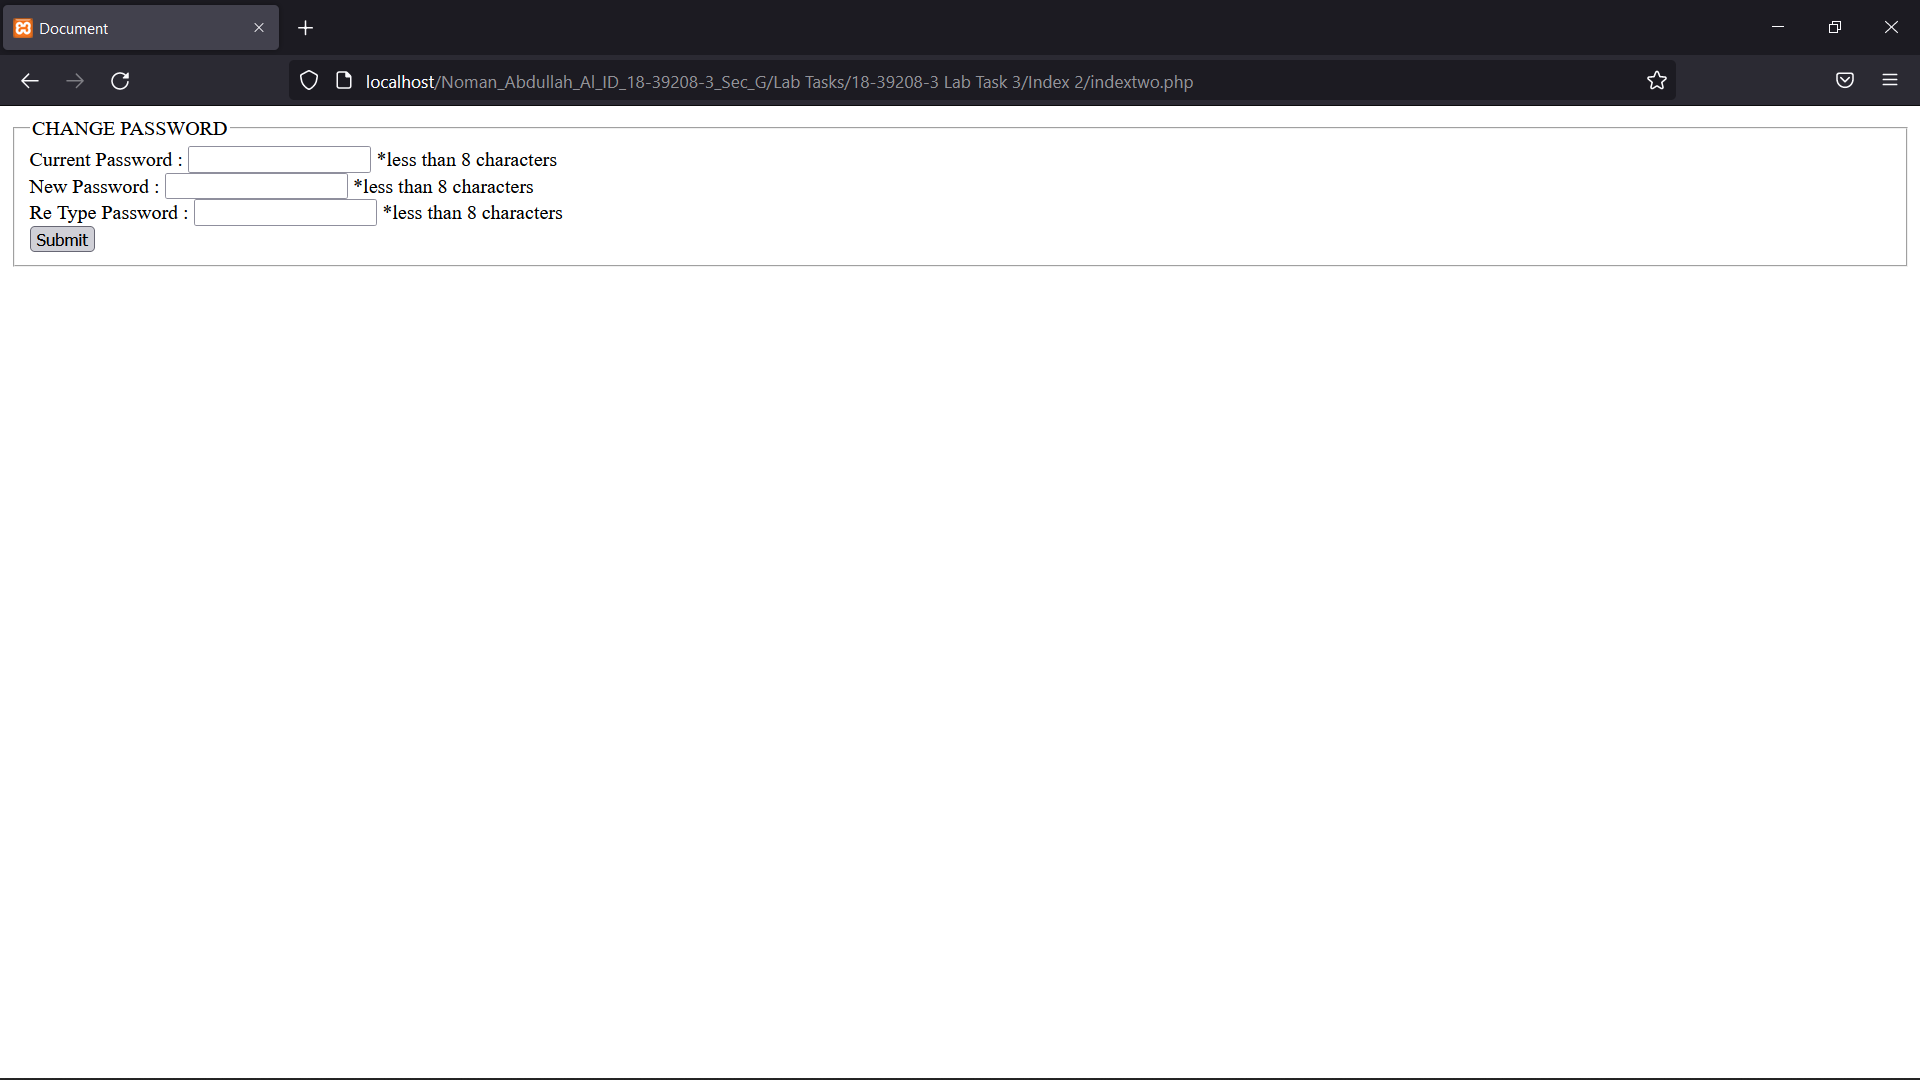 Document
localhost/Noman_Abdullah_Al_ID_18-39208-3_Sec_G/Lab Tasks/18-39208-3 Lab Task 3/Index 2/indextwo.php
CHANGE PASSWORD
Current Password : *less than 8 characters
New Password : *less than 8 characters
Re Type Password : *less than 8 characters
Submit